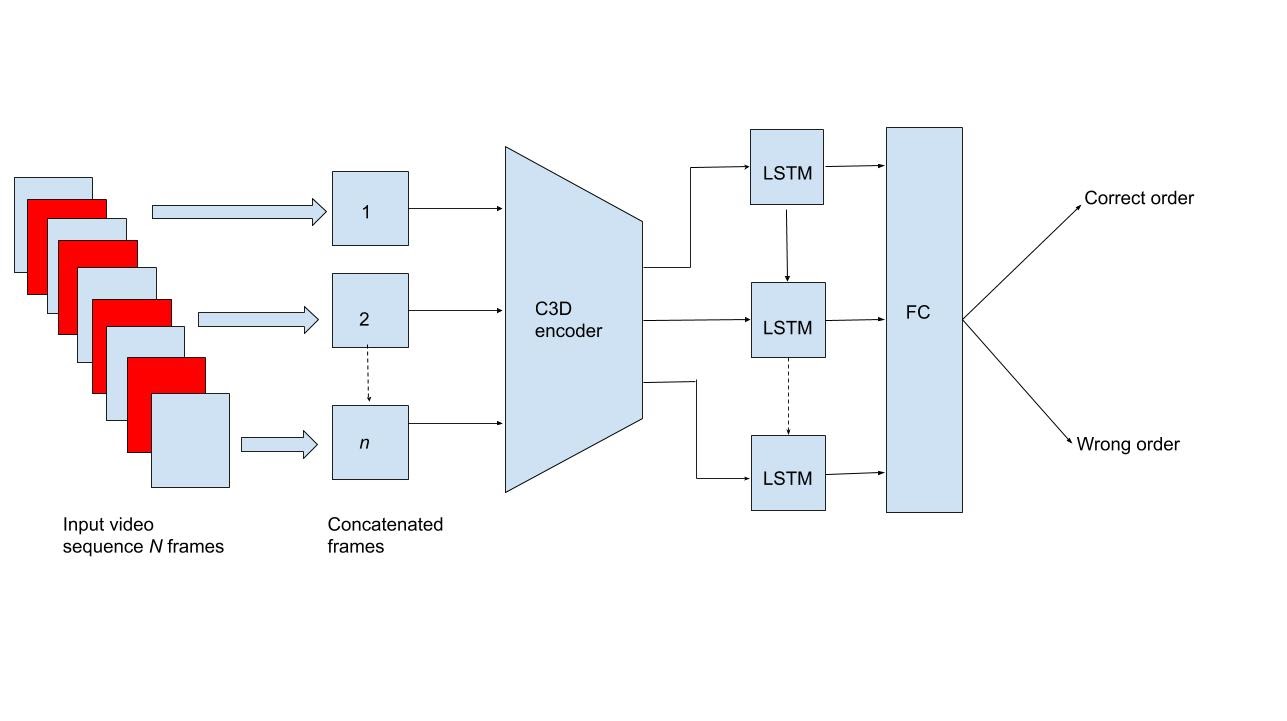 1
2
n
C3D
encoder
LSTM
LSTM
LSTM
FC
Correct order
Wrong order
Input video
sequence N frames
Concatenated
frames